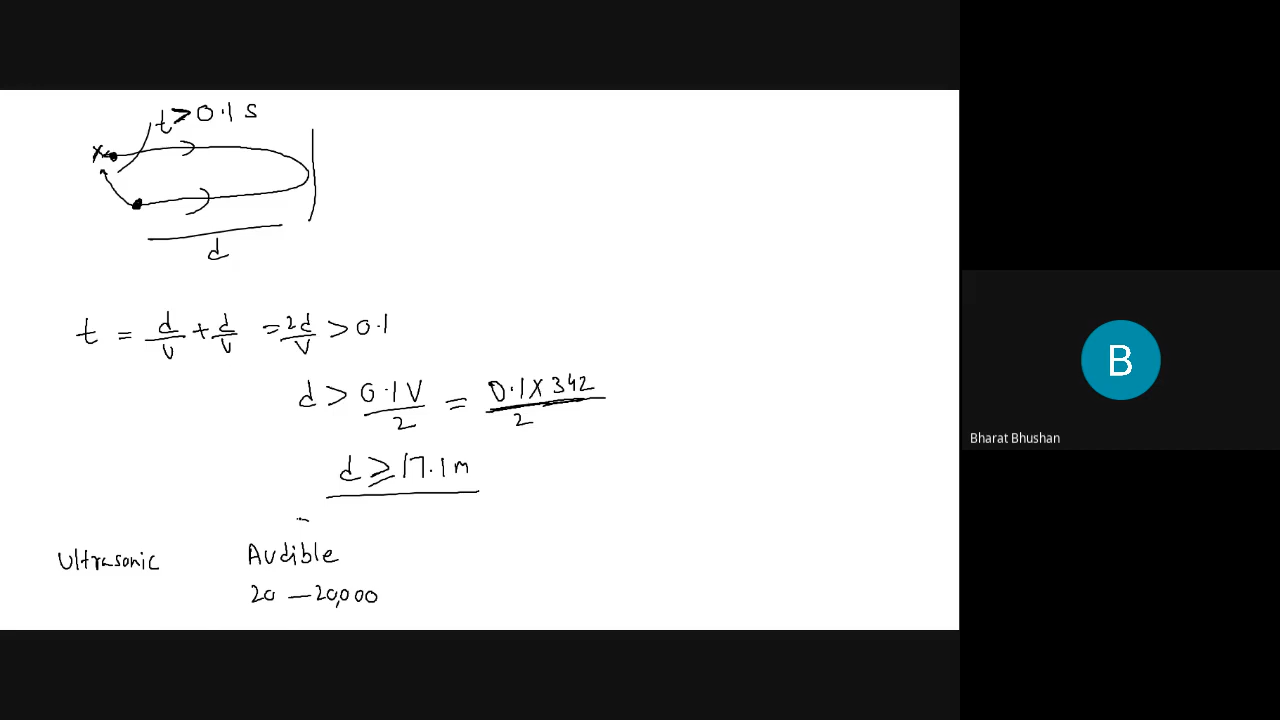 t > 0.1 s
x
d
t = d/v + d/v = 2d/v > 0.1
d > 0.1V/2 = 0.1 x 342/2
d ≥ 17.1 m
Ultrasonic Audible
20 — 20,000
B
Bharat Bhushan